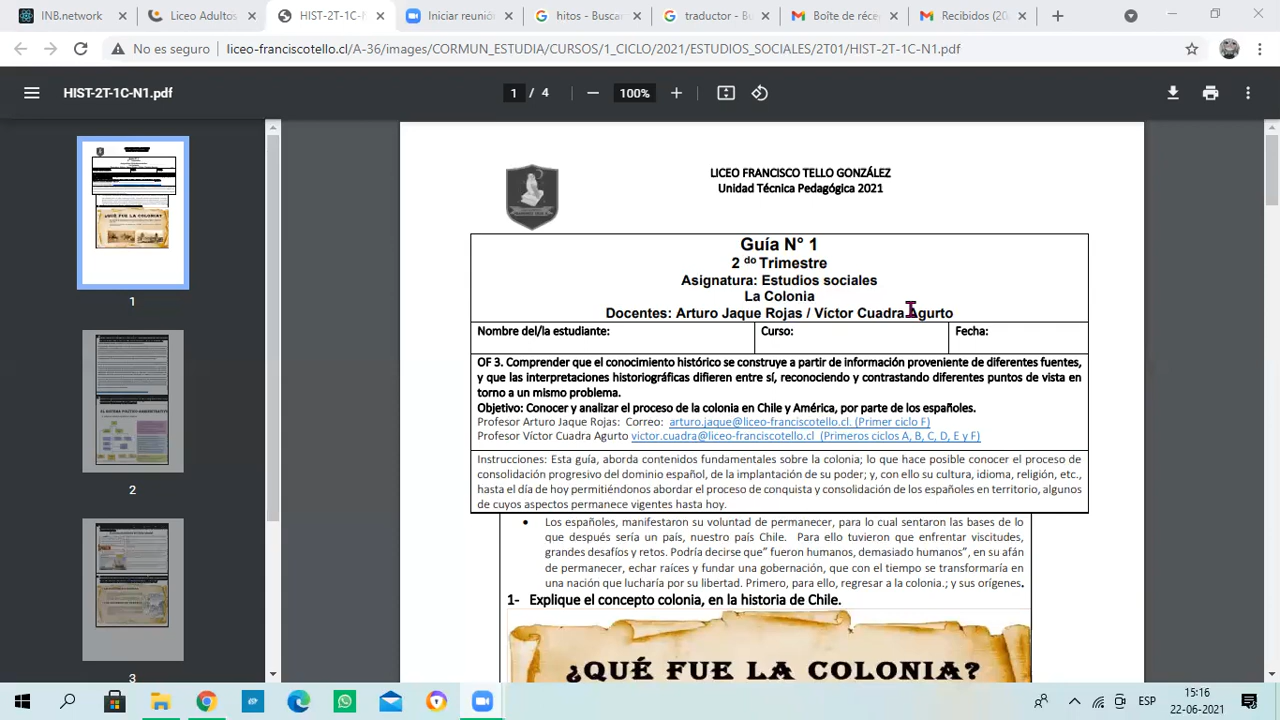 INB.network
Liceo Adultos
HIST-2T-1C-N
Iniciar reunió
hitos - Buscar
traductor - Bu
Boîte de réce
Recibidos (20
No es seguro
liceo-franciscotello.cl/A-36/images/CORMUN_ESTUDIA/CURSOS/1_CICLO/2021/ESTUDIOS_SOCIALES/2T01/HIST-2T-1C-N1.pdf
HIST-2T-1C-N1.pdf
1 / 4
100%
LICEO FRANCISCO TELLO GONZÁLEZ
Unidad Técnica Pedagógica 2021
Guía N° 1
2 do Trimestre
Asignatura: Estudios sociales
La Colonia
Docentes: Arturo Jaque Rojas / Víctor Cuadra Agurto
Nombre del/la estudiante: Curso: Fecha:
OF 3. Comprender que el conocimiento histórico se construye a partir de información proveniente de diferentes fuentes,
y que las interpretaciones historiográficas difieren entre sí, reconociendo y contrastando diferentes puntos de vista en
torno a un mismo problema.
Objetivo: Conocer y analizar el proceso de la colonia en Chile y América, por parte de los españoles.
Profesor Arturo Jaque Rojas: Correo: arturo.jaque@liceo-franciscotello.cl. (Primer ciclo F)
Profesor Víctor Cuadra Agurto victor.cuadra@liceo-franciscotello.cl (Primeros ciclos A, B, C, D, E y F)
Instrucciones: Esta guía, aborda contenidos fundamentales sobre la colonia; lo que hace posible conocer el proceso de
consolidación progresivo del dominio español, de la implantación de su poder; y, con ello su cultura, idioma, religión, etc.,
hasta el día de hoy permitiéndonos abordar el proceso de conquista y consolidación de los españoles en territorio, algunos
de cuyos aspectos permanece vigentes hasta hoy.
• Los españoles, manifestaron su voluntad de permanecer, para lo cual sentaron las bases de lo
que después sería un país, nuestro país Chile. Para ello tuvieron que enfrentar viscitudes,
grandes desafíos y retos. Podría decirse que" fueron humanos, demasiado humanos", en su afán
de permanecer, echar raíces y fundar una gobernación, que con el tiempo se transformaría en
una nación que lucharía por su libertad. Primero, para ello, regresar a la colonia.; y sus orígenes.
1- Explique el concepto colonia, en la historia de Chile.
¿QUÉ FUE LA COLONIA?
¿QUÉ FUE LA COLONIA?
1
2
3
ESP
15:16
22-06-2021